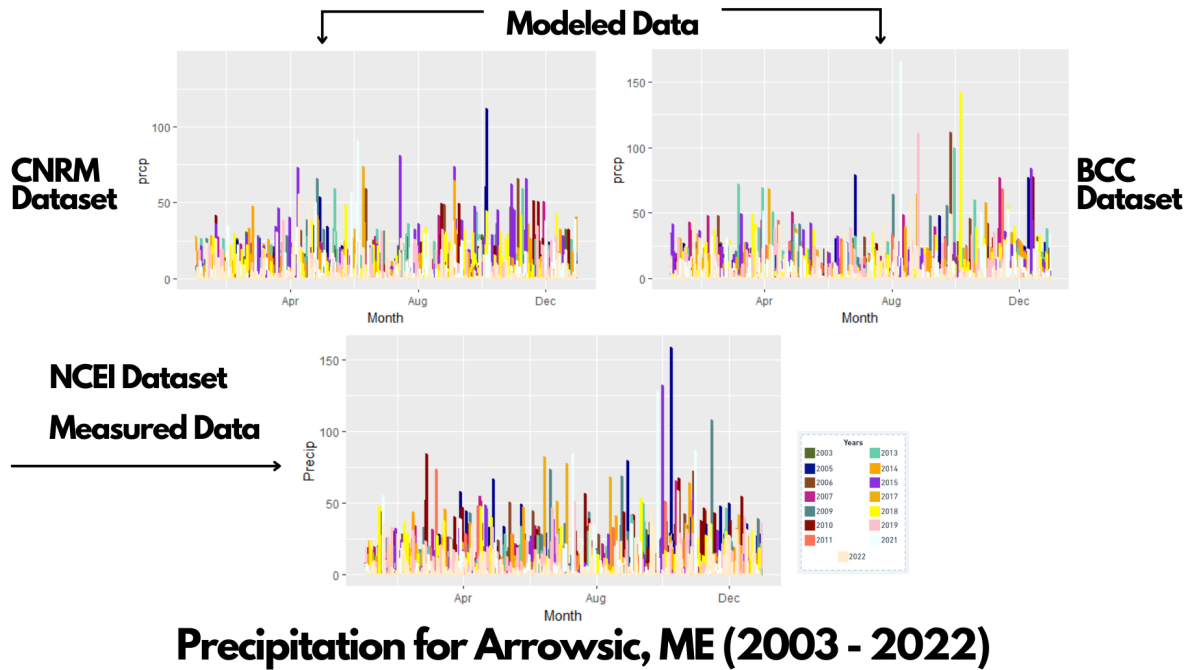 Modeled Data
CNRM
Dataset
prcp
100
50
0
Apr
Aug
Dec
Month
BCC
Dataset
prcp
150
100
50
0
Apr
Aug
Dec
Month
NCEI Dataset
Measured Data
Precip
150
100
50
0
Apr
Aug
Dec
Month
Years
2003
2013
2005
2014
2006
2015
2007
2017
2009
2018
2010
2019
2011
2021
2022
Precipitation for Arrowsic, ME (2003 - 2022)